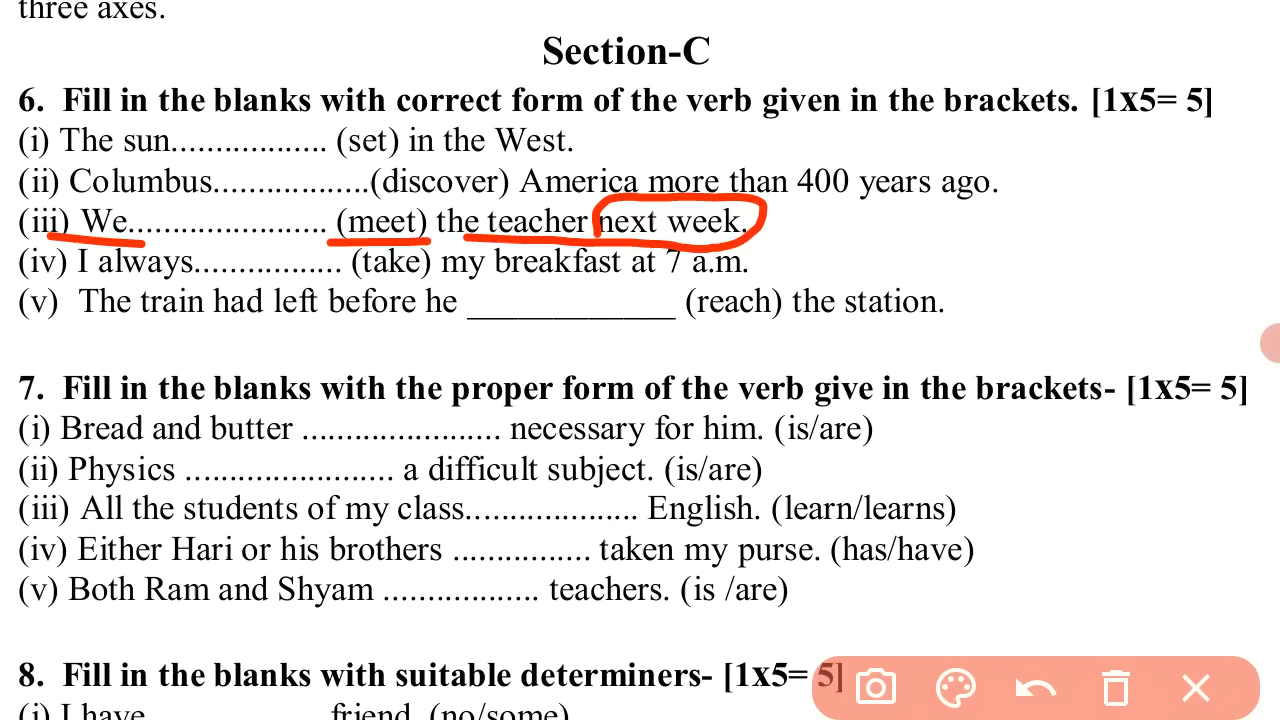 three axes.
Section-C
6. Fill in the blanks with correct form of the verb given in the brackets. [1x5= 5]
(i) The sun.................. (set) in the West.
(ii) Columbus..................(discover) America more than 400 years ago.
(iii) We....................... (meet) the teacher next week.
(iv) I always................. (take) my breakfast at 7 a.m.
(v) The train had left before he ____________ (reach) the station.
7. Fill in the blanks with the proper form of the verb give in the brackets- [1x5= 5]
(i) Bread and butter ....................... necessary for him. (is/are)
(ii) Physics ........................ a difficult subject. (is/are)
(iii) All the students of my class.................... English. (learn/learns)
(iv) Either Hari or his brothers ................ taken my purse. (has/have)
(v) Both Ram and Shyam .................. teachers. (is /are)
8. Fill in the blanks with suitable determiners- [1x5= 5]
(i) I have friend. (no/some)